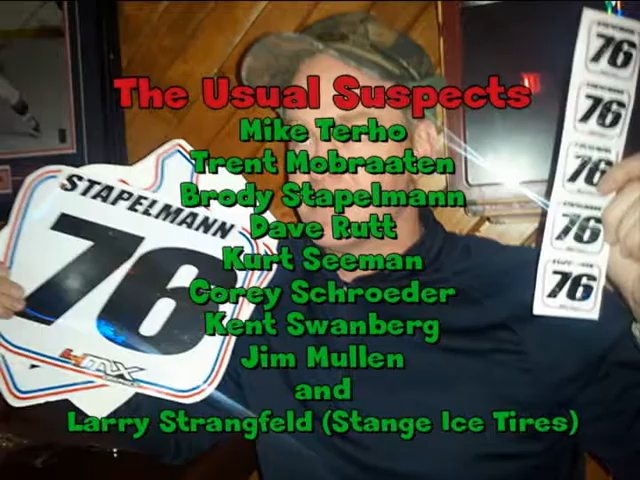 The Usual Suspects
Mike Terho
Trent Mobraaten
Brody Stapelmann
Dave Rutt
Kurt Seeman
Corey Schroeder
Kent Swanberg
Jim Mullen
and
Larry Strangfeld (Stange Ice Tires)
STAPELMANN
76
4MX
76
76
76
76
76